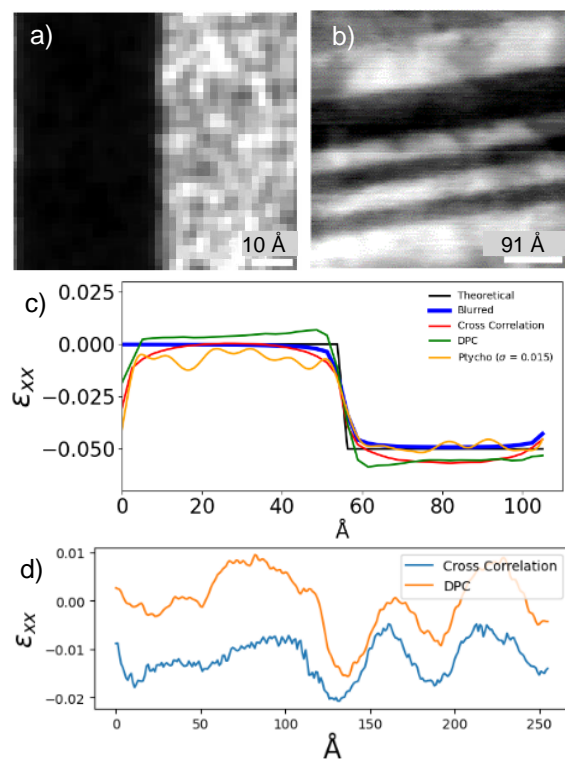 a)
10 Å
b)
91 Å
c)
0.025
0.000
−0.025
−0.050
εxx
0
20
40
60
80
100
Å
Theoretical
Blurred
Cross Correlation
DPC
Ptycho (σ = 0.015)
d)
0.01
0.00
−0.01
−0.02
εxx
0
50
100
150
200
250
Å
Cross Correlation
DPC